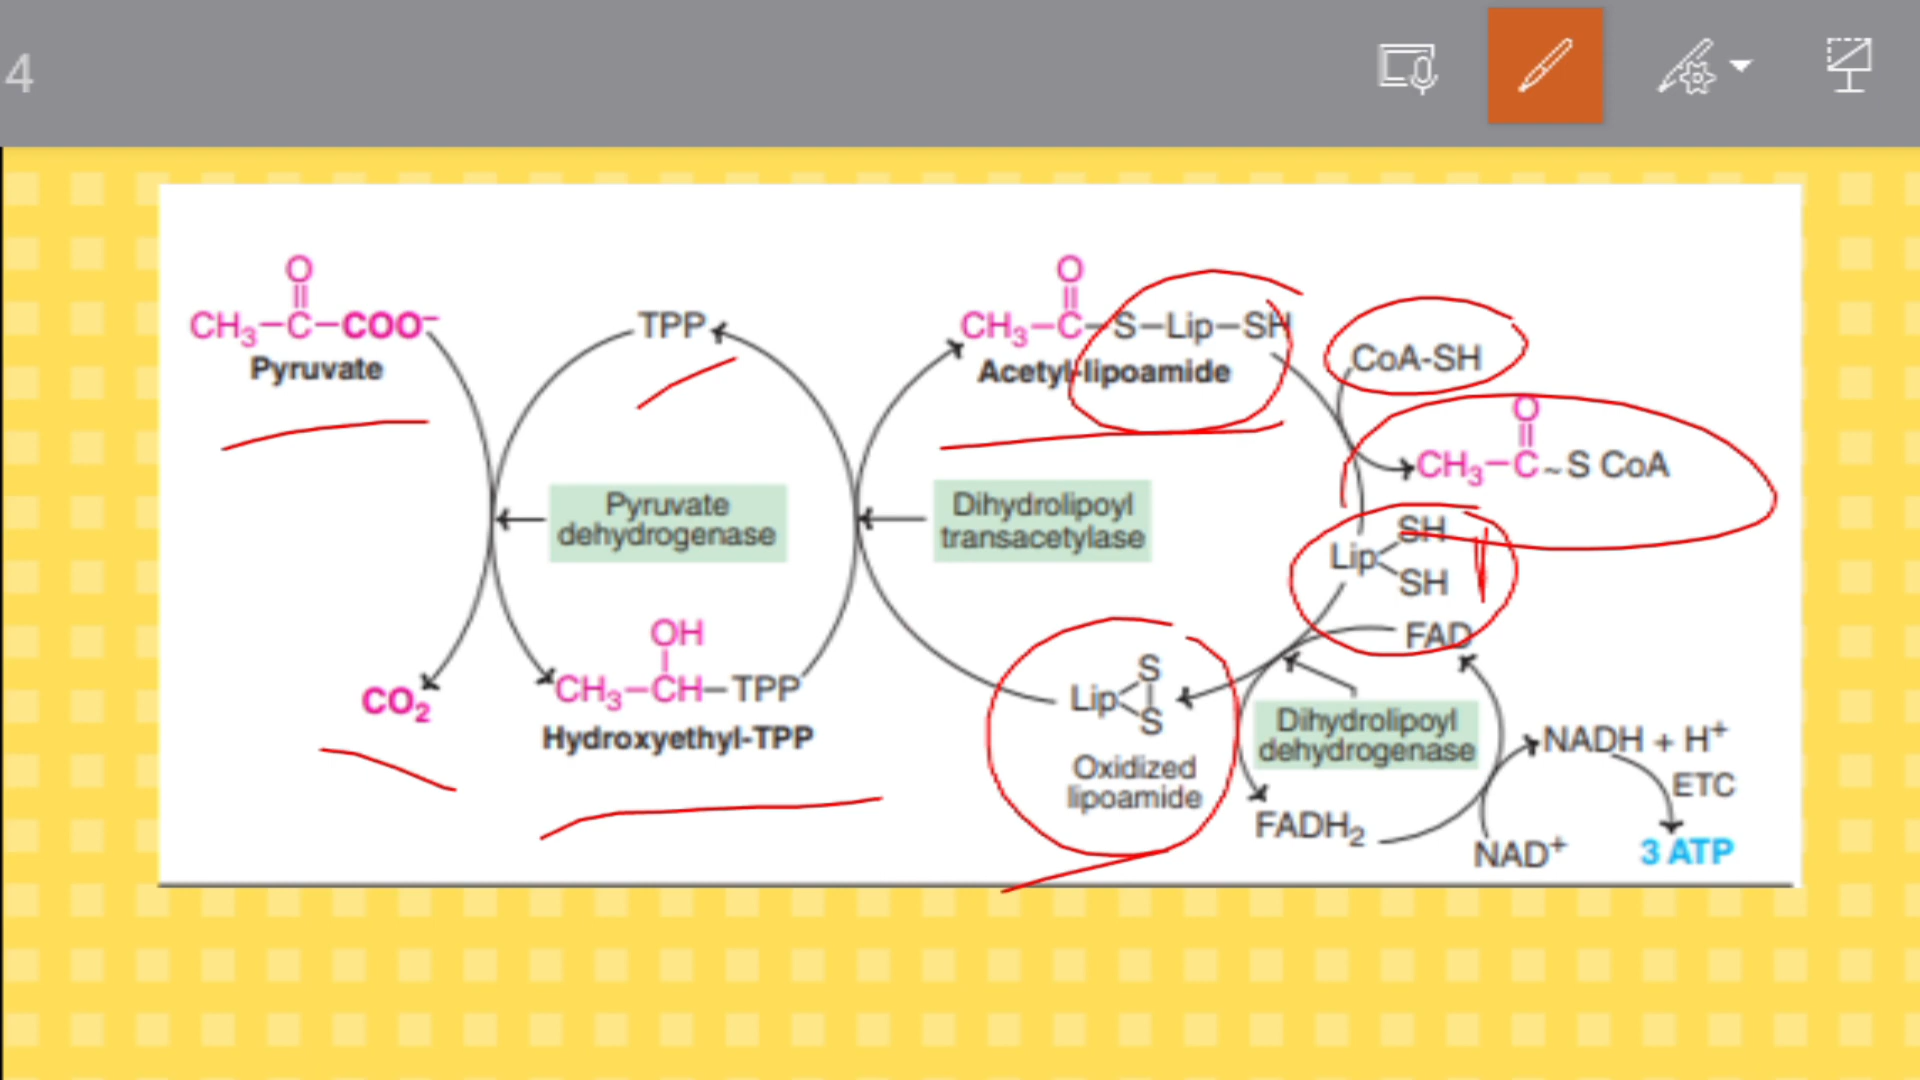 4
O
CH₃–C–COO⁻
Pyruvate
TPP
O
CH₃–C–S–Lip–SH
Acetyl-lipoamide
CoA-SH
O
CH₃–C~S CoA
Pyruvate
dehydrogenase
Dihydrolipoyl
transacetylase
SH
Lip
SH
FAD
OH
CH₃–CH–TPP
Hydroxyethyl-TPP
CO₂
S
Lip
S
Oxidized
lipoamide
Dihydrolipoyl
dehydrogenase
FADH₂
NADH + H⁺
ETC
NAD⁺
3 ATP